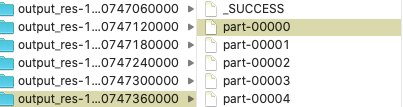 output_res-1...0747060000
output_res-1...0747120000
output_res-1...0747180000
output_res-1...0747240000
output_res-1...0747300000
output_res-1...0747360000
_SUCCESS
part-00000
part-00001
part-00002
part-00003
part-00004